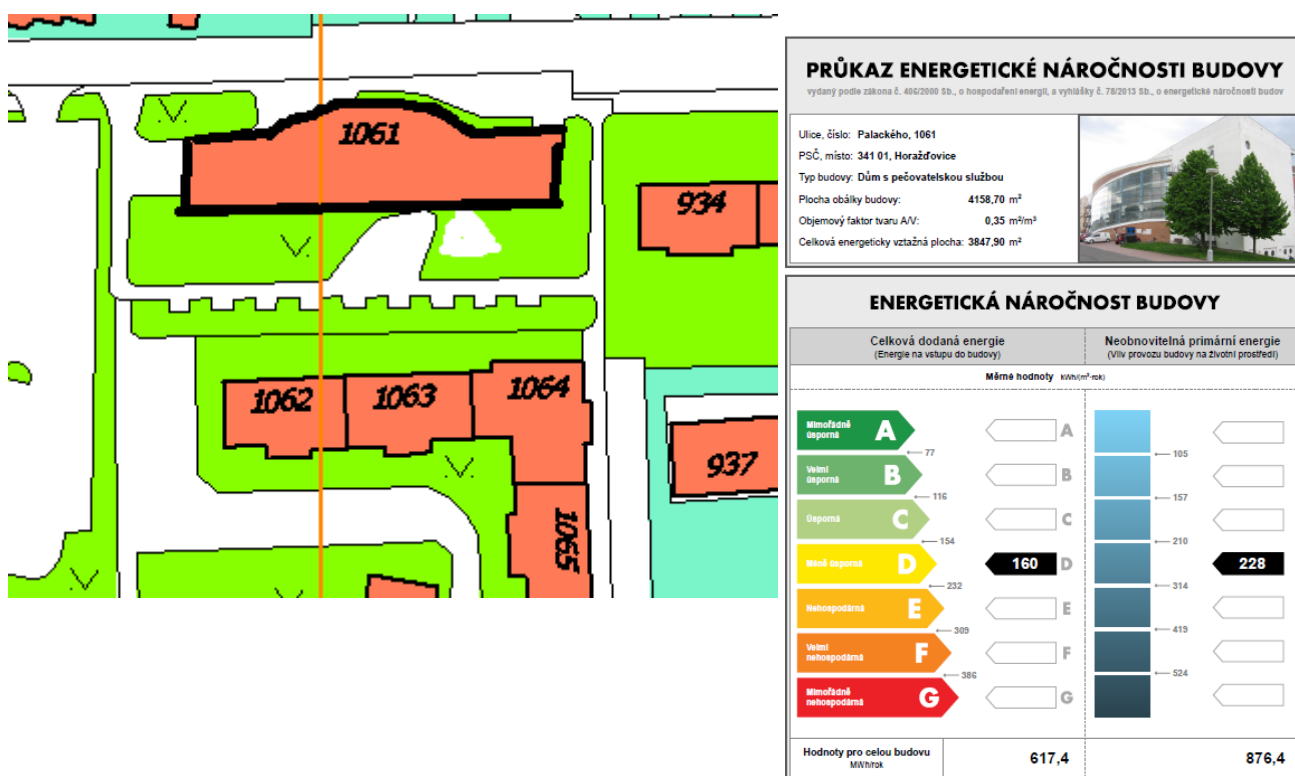 1061
934
1062
1063
1064
937
1065
PRŮKAZ ENERGETICKÉ NÁROČNOSTI BUDOVY
vydaný podle zákona č. 406/2000 Sb., o hospodaření energií, a vyhlášky č. 78/2013 Sb., o energetické náročnosti budov
Ulice, číslo: Palackého, 1061
PSČ, místo: 341 01, Horažďovice
Typ budovy: Dům s pečovatelskou službou
Plocha obálky budovy: 4158,70 m²
Objemový faktor tvaru A/V: 0,35 m²/m³
Celková energeticky vztažná plocha: 3847,90 m²
ENERGETICKÁ NÁROČNOST BUDOVY
Celková dodaná energie
(Energie na vstupu do budovy)
Neobnovitelná primární energie
(Vliv provozu budovy na životní prostředí)
Měrné hodnoty kWh/(m²·rok)
Mimořádně úsporná A A
77 105
Velmi úsporná B B
116 157
Úsporná C C
154 210
Méně úsporná D 160 D 228
232 314
Nehospodárná E E
309 419
Velmi nehospodárná F F
386 524
Mimořádně nehospodárná G G
Hodnoty pro celou budovu
MWh/rok
617,4 876,4